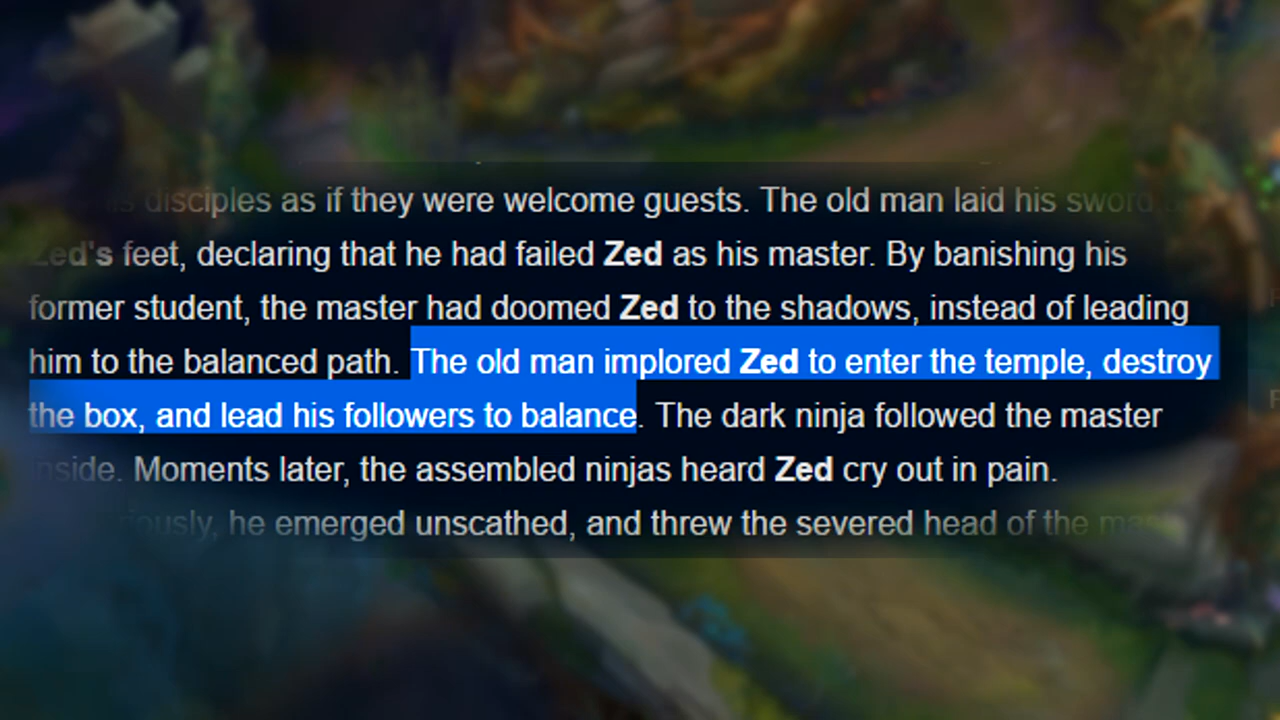 disciples as if they were welcome guests. The old man laid his sword
Zed's feet, declaring that he had failed Zed as his master. By banishing his
former student, the master had doomed Zed to the shadows, instead of leading
him to the balanced path. The old man implored Zed to enter the temple, destroy
the box, and lead his followers to balance. The dark ninja followed the master
inside. Moments later, the assembled ninjas heard Zed cry out in pain.
he emerged unscathed, and threw the severed head of the